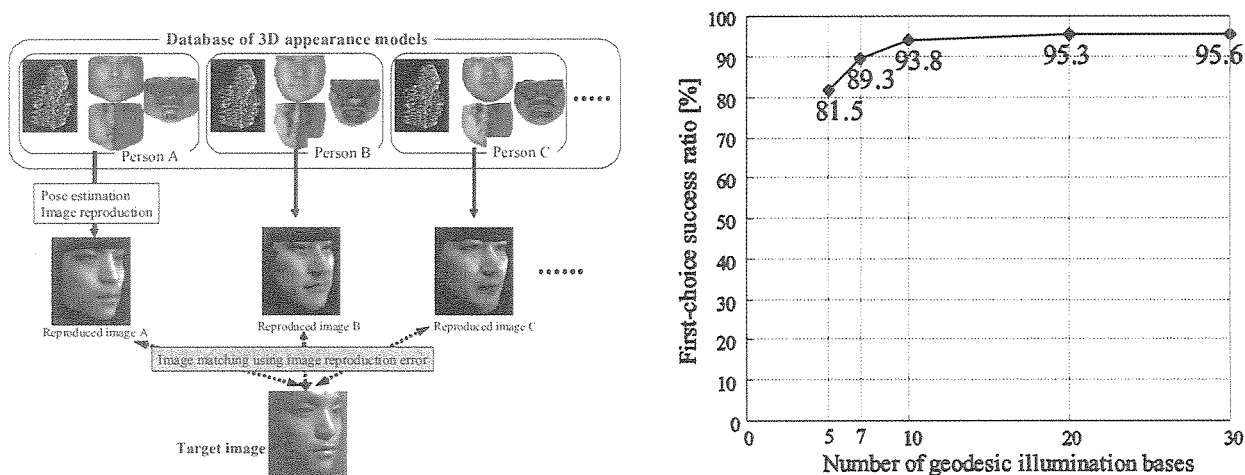 Database of 3D appearance models
Person A
Person B
Person C
Pose estimation
Image reproduction
Reproduced image A
Reproduced image B
Reproduced image C
Image matching using image reproduction error
Target image
First-choice success ratio [%]
100
90
80
70
60
50
40
30
20
10
0
81.5
89.3
93.8
95.3
95.6
0
5
7
10
20
30
Number of geodesic illumination bases